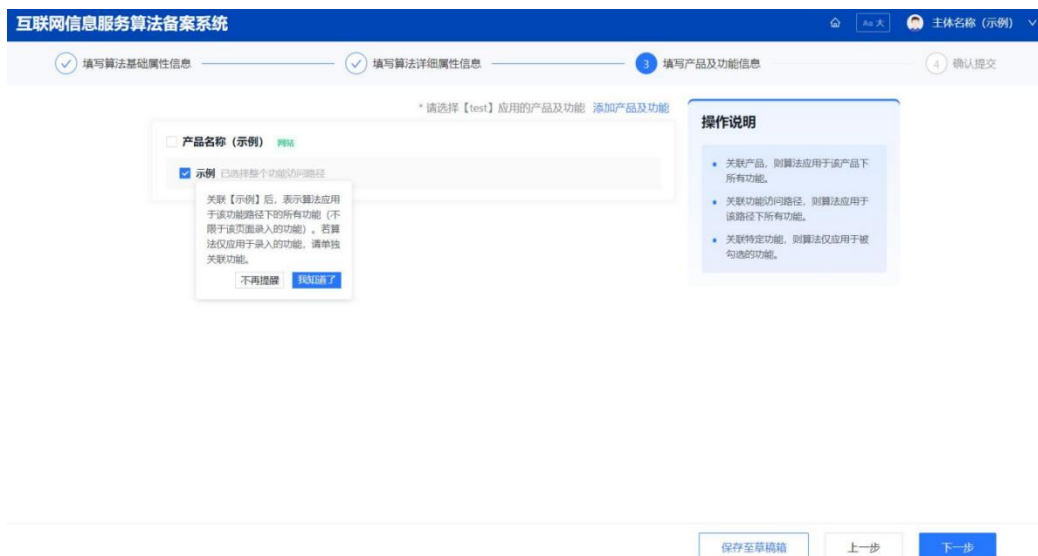 互联网信息服务算法备案系统
Aa 大
主体名称（示例）
填写算法基础属性信息
填写算法详细属性信息
3 填写产品及功能信息
4 确认提交
* 请选择【test】应用的产品及功能 添加产品及功能
产品名称（示例） 网站
示例 已选择整个功能访问路径
关联【示例】后，表示算法应用
于该功能路径下的所有功能（不
限于该页面录入的功能）。若算
法仅应用于录入的功能，请单独
关联功能。
不再提醒 我知道了
操作说明
关联产品，则算法应用于该产品下
所有功能。
关联功能访问路径，则算法应用于
该路径下所有功能。
关联特定功能，则算法仅应用于被
勾选的功能。
保存至草稿箱 上一步 下一步